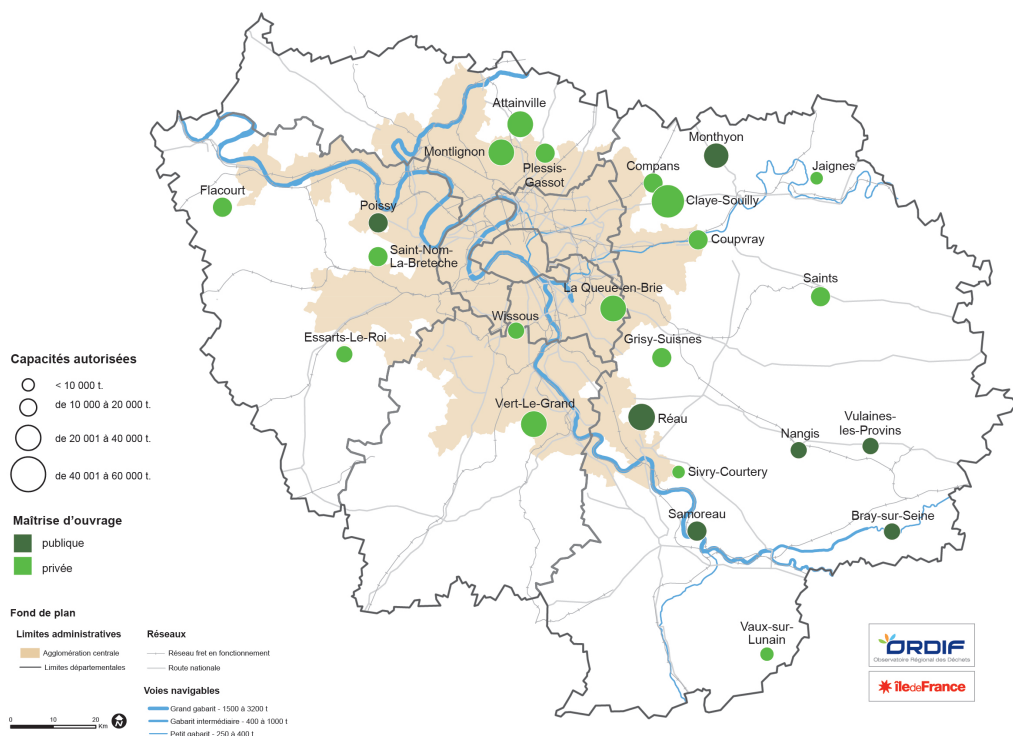 Attainville
Monthyon
Montlignon
Plessis-
Gassot
Compans
Jaignes
Flacourt
Claye-Souilly
Poissy
Coupvray
Saint-Nom-
La-Breteche
Saints
La Queue-en-Brie
Wissous
Essarts-Le-Roi
Grisy-Suisnes
Vert-Le-Grand
Réau
Vulaines-
les-Provins
Nangis
Sivry-Courtery
Samoreau
Bray-sur-Seine
Vaux-sur-
Lunain
Capacités autorisées
< 10 000 t.
de 10 000 à 20 000 t.
de 20 001 à 40 000 t.
de 40 001 à 60 000 t.
Maîtrise d'ouvrage
publique
privée
Fond de plan
Limites administratives
Agglomération centrale
Limites départementales
Réseaux
Réseau fret en fonctionnement
Route nationale
Voies navigables
Grand gabarit - 1500 à 3200 t
Gabarit intermédiaire - 400 à 1000 t
Petit gabarit - 250 à 400 t
0 10 20
Km
N
ORDIF
Observatoire Régional des Déchets
île de France